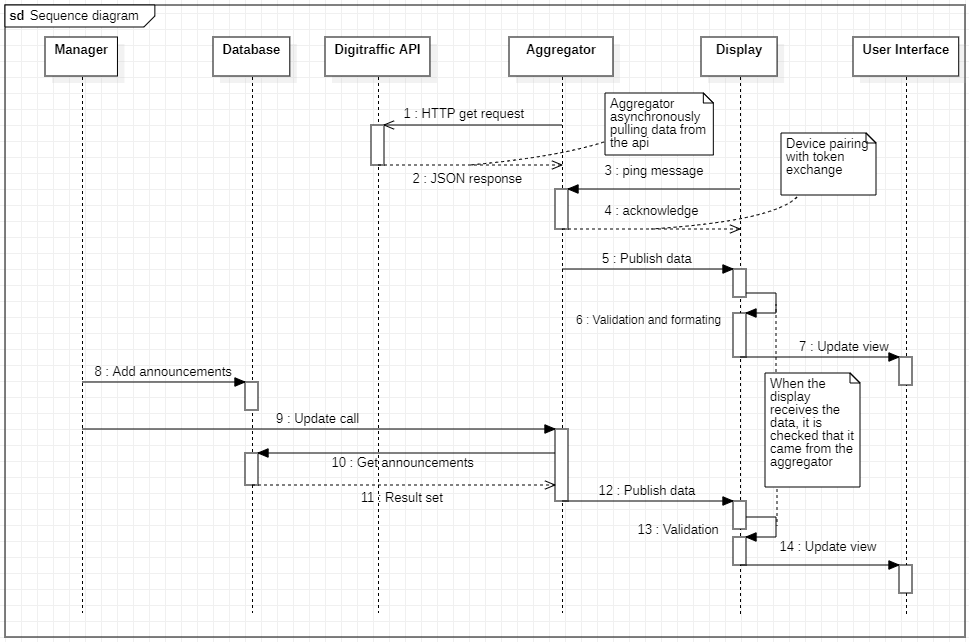 sd Sequence diagram
Manager
Database
Digitraffic API
Aggregator
Display
User Interface
1 : HTTP get request
Aggregator
asynchronously
pulling data from
the api
2 : JSON response
Device pairing
with token
exchange
3 : ping message
4 : acknowledge
5 : Publish data
6 : Validation and formating
7 : Update view
8 : Add announcements
When the
display
receives the
data, it is
checked that it
came from the
aggregator
9 : Update call
10 : Get announcements
11 : Result set
12 : Publish data
13 : Validation
14 : Update view